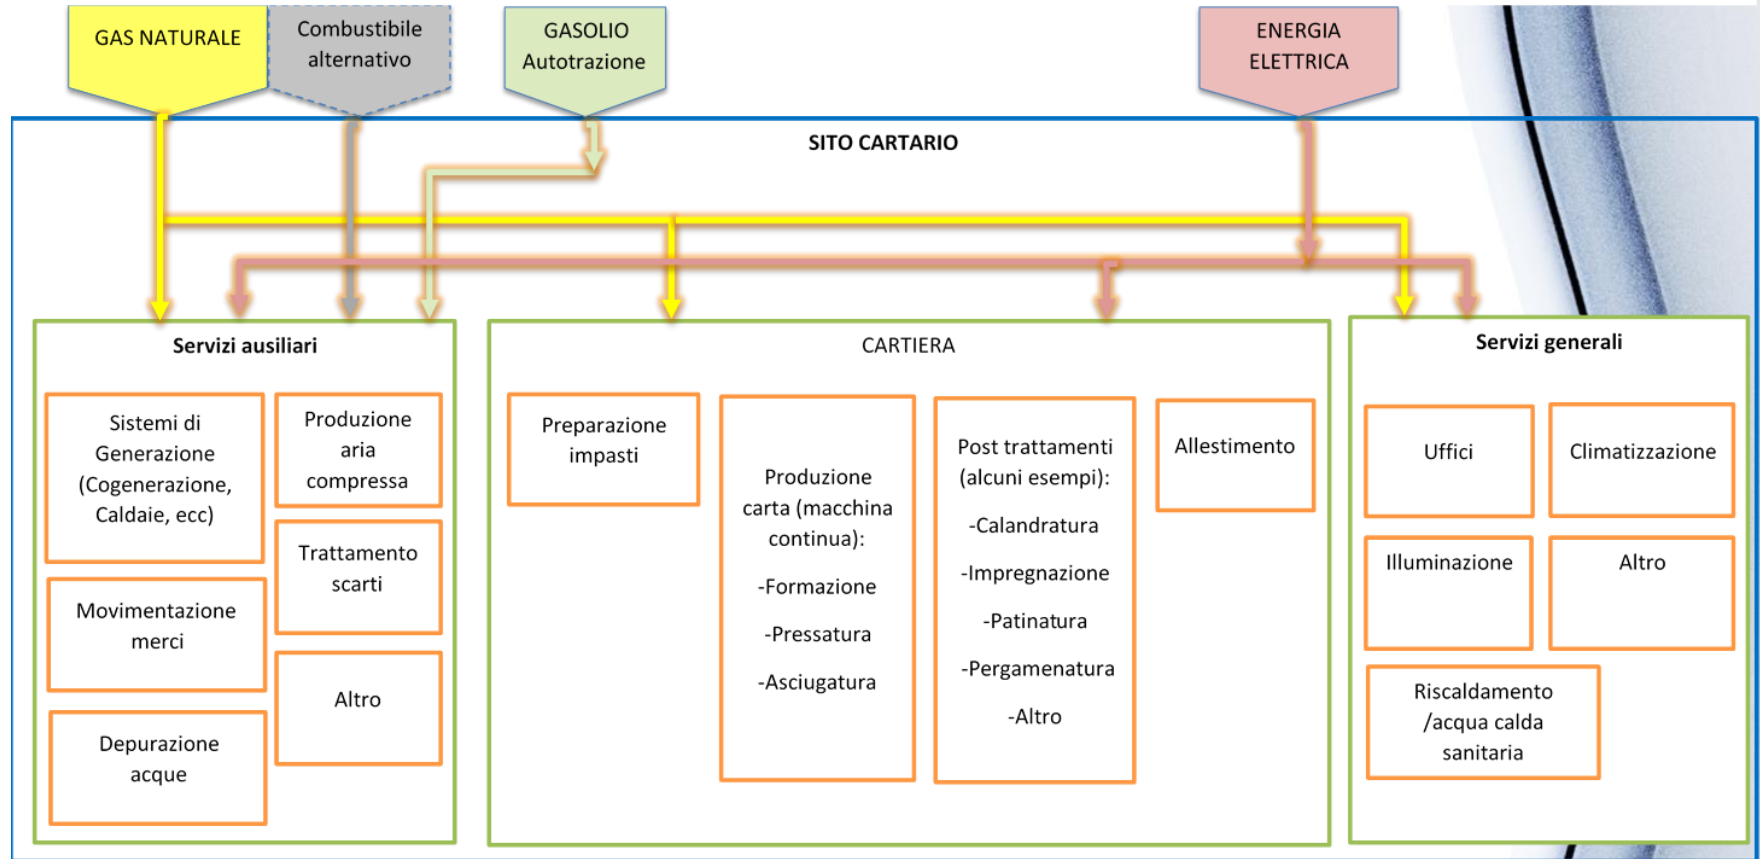 GAS NATURALE
Combustibile
alternativo
GASOLIO
Autotrazione
ENERGIA
ELETTRICA
SITO CARTARIO
Servizi ausiliari
Sistemi di
Generazione
(Cogenerazione,
Caldaie, ecc)
Produzione
aria
compressa
Trattamento
scarti
Movimentazione
merci
Altro
Depurazione
acque
CARTIERA
Preparazione
impasti
Produzione
carta (macchina
continua):
-Formazione
-Pressatura
-Asciugatura
Post trattamenti
(alcuni esempi):
-Calandratura
-Impregnazione
-Patinatura
-Pergamenatura
-Altro
Allestimento
Servizi generali
Uffici
Climatizzazione
Illuminazione
Altro
Riscaldamento
/acqua calda
sanitaria